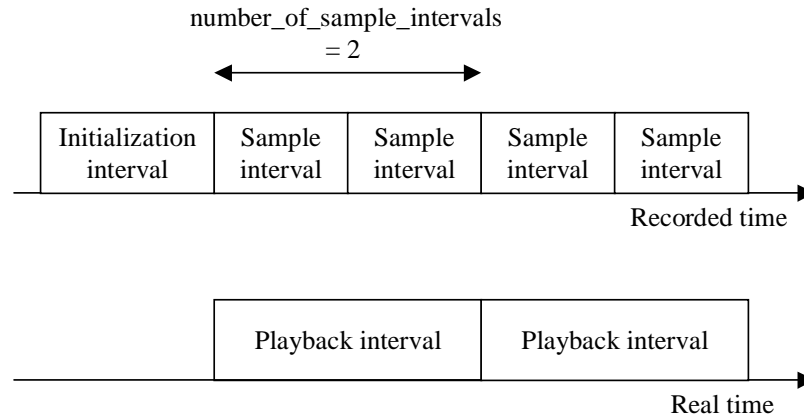 number_of_sample_intervals
= 2
Initialization interval
Sample interval
Sample interval
Sample interval
Sample interval
Recorded time
Playback interval
Playback interval
Real time